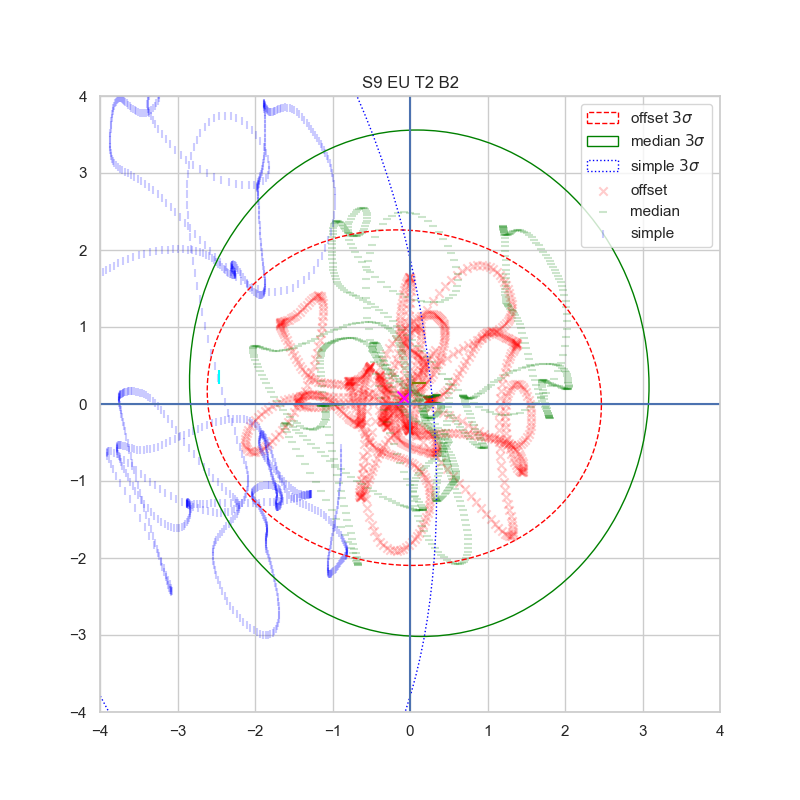 S9 EU T2 B2
offset 3σ
median 3σ
simple 3σ
offset
median
simple
4
3
2
1
0
−1
−2
−3
−4
−4 −3 −2 −1 0 1 2 3 4